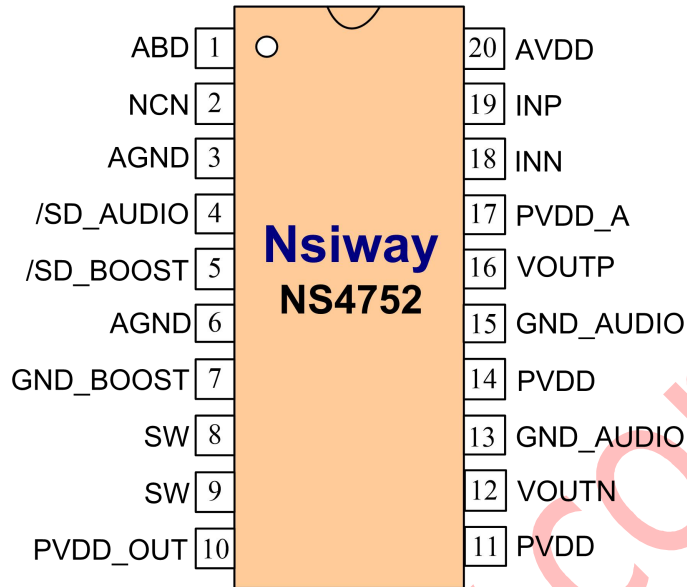 ABD 1 20 AVDD
NCN 2 19 INP
AGND 3 18 INN
/SD_AUDIO 4 17 PVDD_A
/SD_BOOST 5 16 VOUTP
Nsiway
NS4752
AGND 6 15 GND_AUDIO
GND_BOOST 7 14 PVDD
SW 8 13 GND_AUDIO
SW 9 12 VOUTN
PVDD_OUT 10 11 PVDD
co